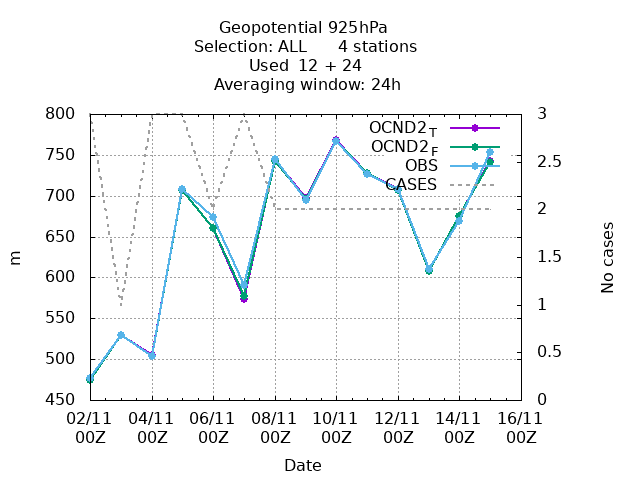 Geopotential 925hPa
Selection: ALL 4 stations
Used 12 + 24
Averaging window: 24h
OCND2_T
OCND2_F
OBS
CASES
800
750
700
650
600
550
500
450
m
3
2.5
2
1.5
1
0.5
0
No cases
02/11 04/11 06/11 08/11 10/11 12/11 14/11 16/11
00Z 00Z 00Z 00Z 00Z 00Z 00Z 00Z
Date